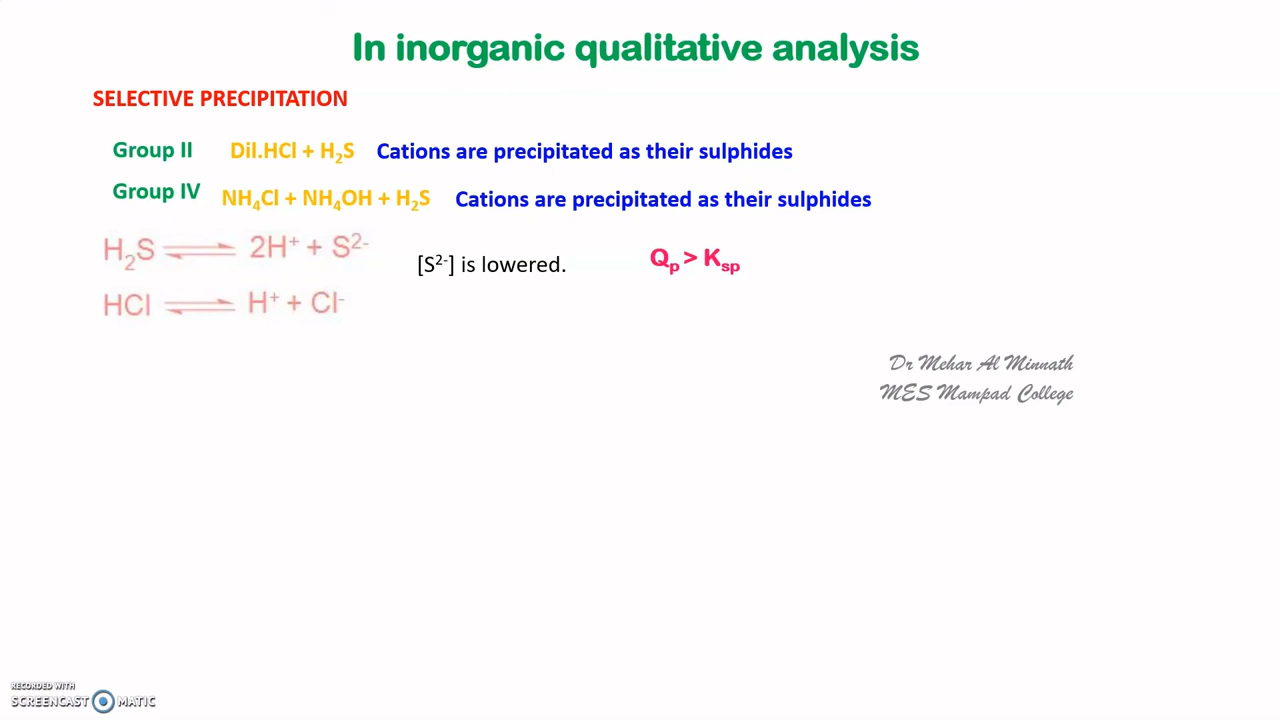 In inorganic qualitative analysis
SELECTIVE PRECIPITATION
Group II Dil.HCl + H₂S Cations are precipitated as their sulphides
Group IV NH₄Cl + NH₄OH + H₂S Cations are precipitated as their sulphides
H₂S ⇌ 2H⁺ + S²⁻
[S²⁻] is lowered. Qₚ > Kₛₚ
HCl ⇌ H⁺ + Cl⁻
Dr Mehar Al Minnath
MES Mampad College
RECORDED WITH
SCREENCAST MATIC